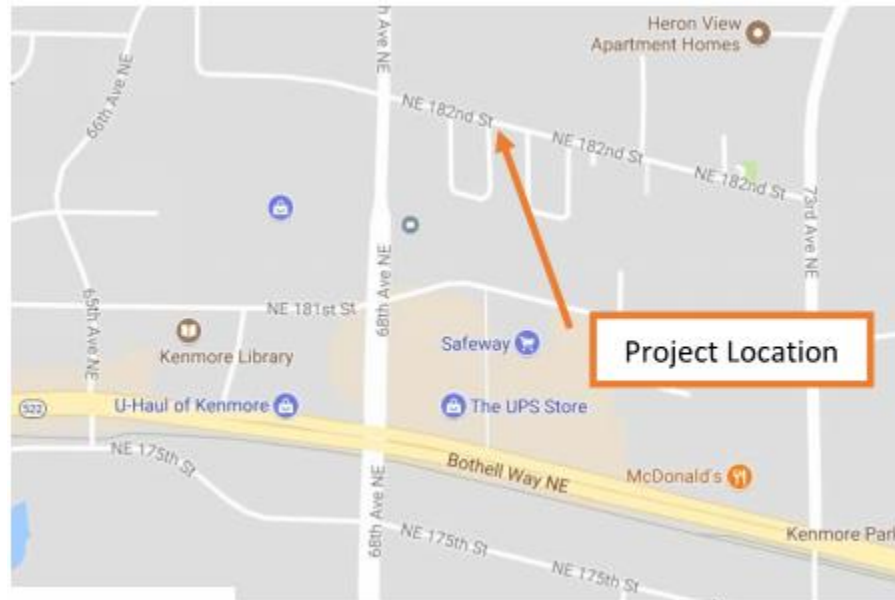 Heron View
Apartment Homes
Ave NE
66th Ave NE
NE 182nd St
NE 182nd St
NE 182nd St
73rd Ave NE
68th Ave NE
NE 181st St
65th Ave NE
Kenmore Library
Safeway
Project Location
522
U-Haul of Kenmore
The UPS Store
NE 175th St
Bothell Way NE
McDonald's
68th Ave NE
NE 175th St
Kenmore Par
NE 175th St